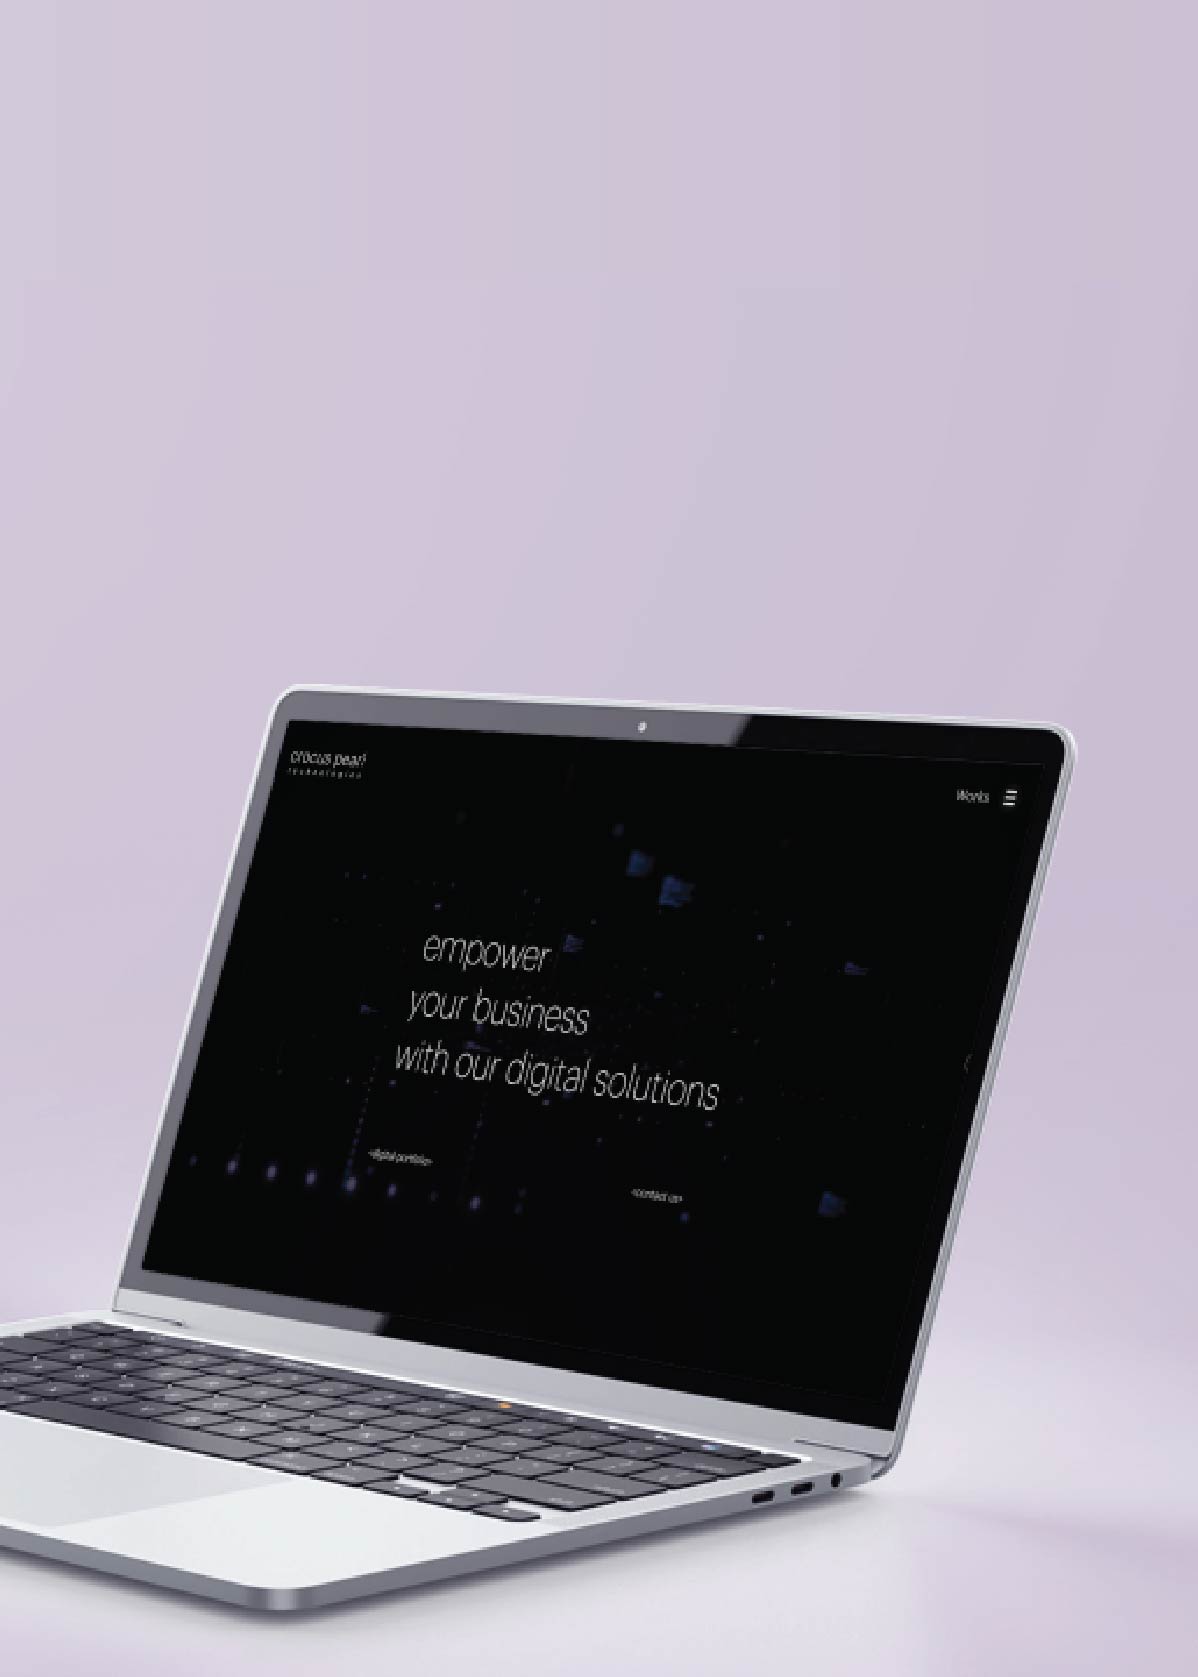 crocus pearl
technologies
Works
empower
your business
with our digital solutions
<digital portfolio>
<contact us>